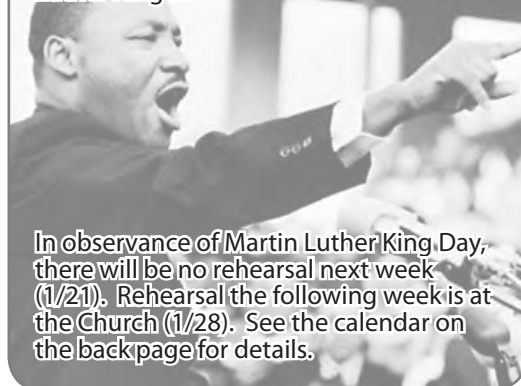 In observance of Martin Luther King Day,
there will be no rehearsal next week
(1/21).  Rehearsal the following week is at
the Church (1/28).  See the calendar on
the back page for details.